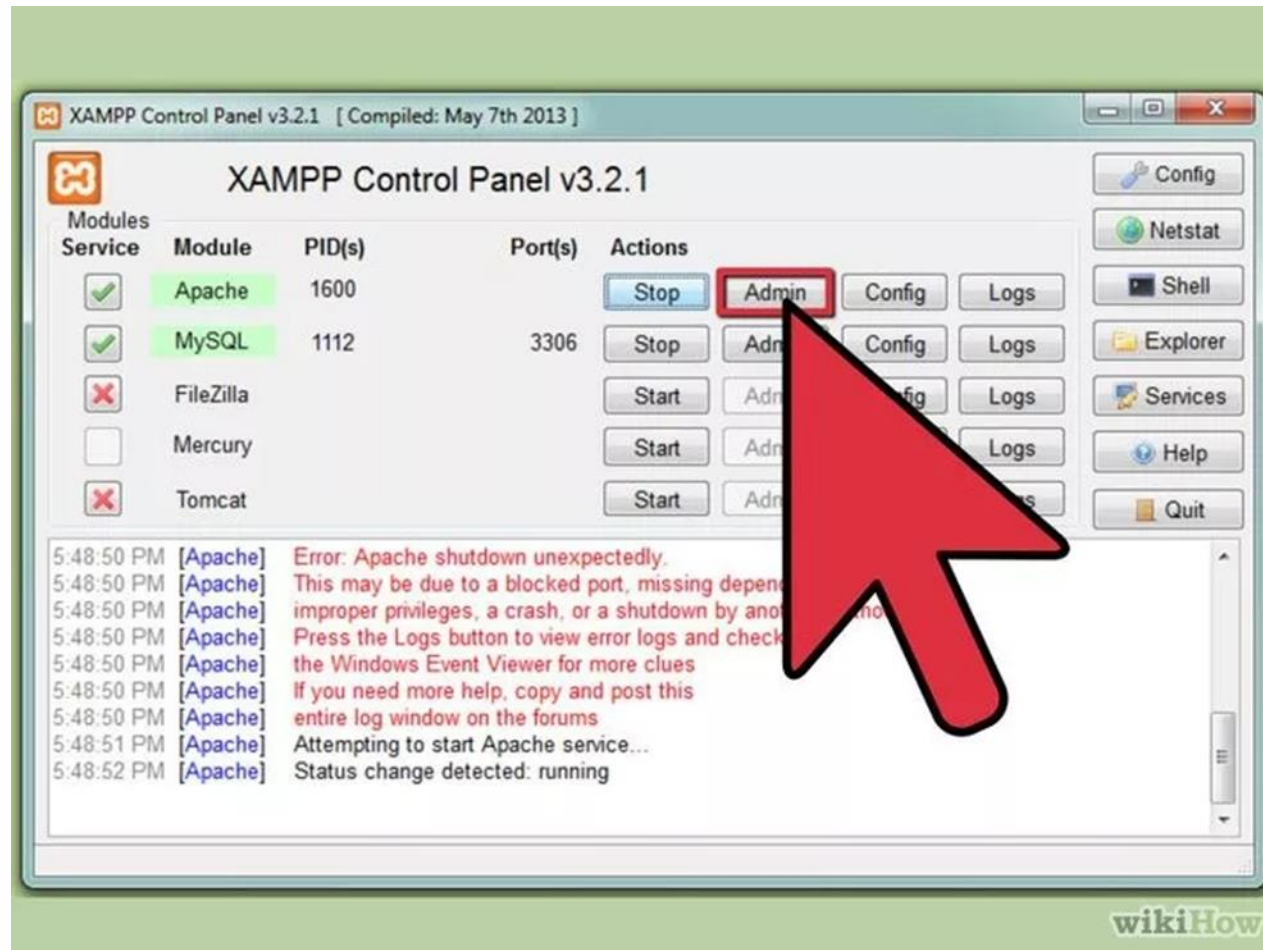 XAMPP Control Panel v3.2.1 [ Compiled: May 7th 2013 ]
XAMPP Control Panel v3.2.1
Config
Modules
Netstat
Service Module PID(s) Port(s) Actions
Apache 1600 Stop Admin Config Logs
Shell
MySQL 1112 3306 Stop Config Logs
Explorer
FileZilla Start Logs
Services
Mercury Start Logs
Help
Tomcat Start
Quit
5:48:50 PM [Apache] Error: Apache shutdown unexpectedly.
5:48:50 PM [Apache] This may be due to a blocked port, missing
5:48:50 PM [Apache] improper privileges, a crash, or a shutdown by
5:48:50 PM [Apache] Press the Logs button to view error logs and check
5:48:50 PM [Apache] the Windows Event Viewer for more clues
5:48:50 PM [Apache] If you need more help, copy and post this
5:48:50 PM [Apache] entire log window on the forums
5:48:51 PM [Apache] Attempting to start Apache service...
5:48:52 PM [Apache] Status change detected: running
wikiHow